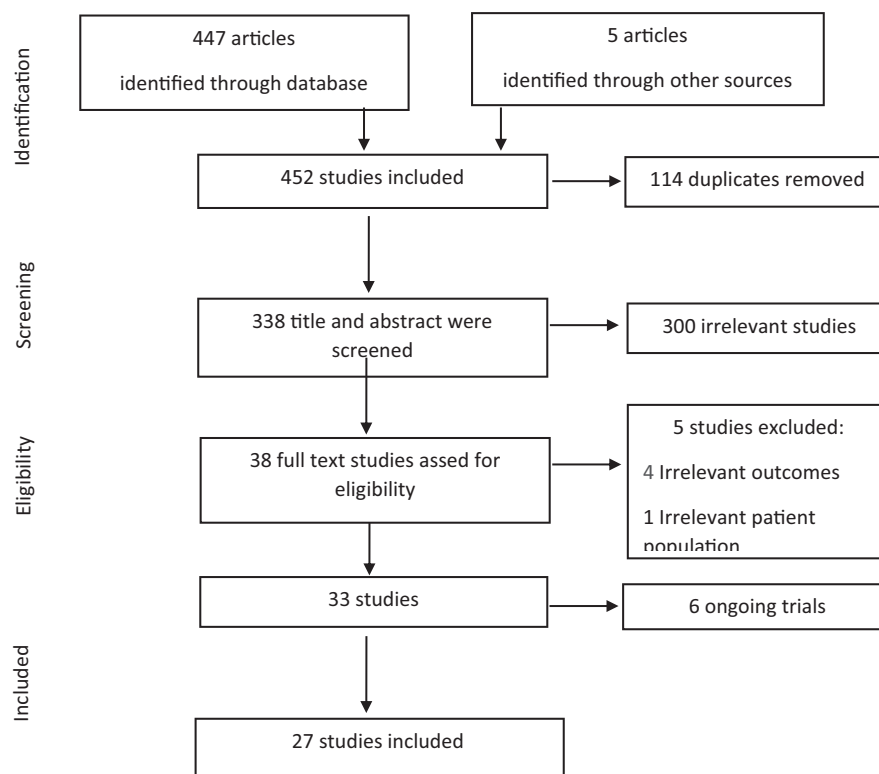 Identification
447 articles
identified through database
5 articles
identified through other sources
452 studies included
114 duplicates removed
Screening
338 title and abstract were
screened
300 irrelevant studies
Eligibility
38 full text studies assed for
eligibility
5 studies excluded:
4 Irrelevant outcomes
1 Irrelevant patient
population
Included
33 studies
6 ongoing trials
27 studies included